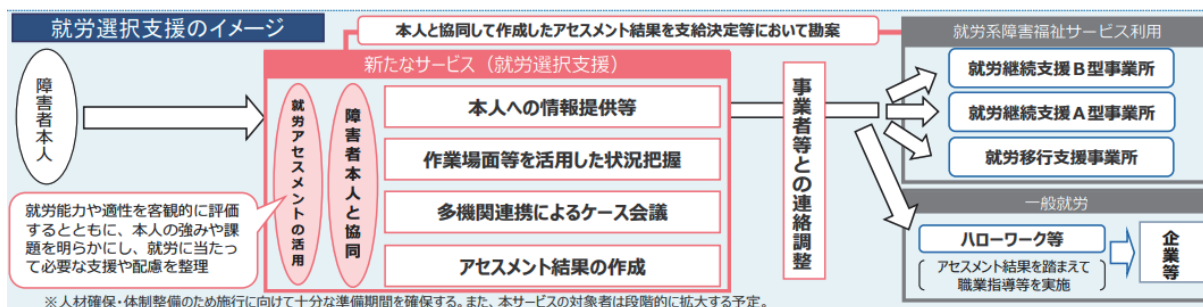 就労選択支援のイメージ
本人と協同して作成したアセスメント結果を支給決定等において勘案
就労系障害福祉サービス利用
障害者本人
新たなサービス（就労選択支援）
就労アセスメントの活用
障害者本人と協同
本人への情報提供等
作業場面等を活用した状況把握
多機関連携によるケース会議
アセスメント結果の作成
事業者等との連絡調整
就労継続支援B型事業所
就労継続支援A型事業所
就労移行支援事業所
就労能力や適性を客観的に評価
するとともに、本人の強みや課
題を明らかにし、就労に当たっ
て必要な支援や配慮を整理
一般就労
ハローワーク等
アセスメント結果を踏まえて
職業指導等を実施
企業等
※人材確保・体制整備のため施行に向けて十分な準備期間を確保する。また、本サービスの対象者は段階的に拡大する予定。